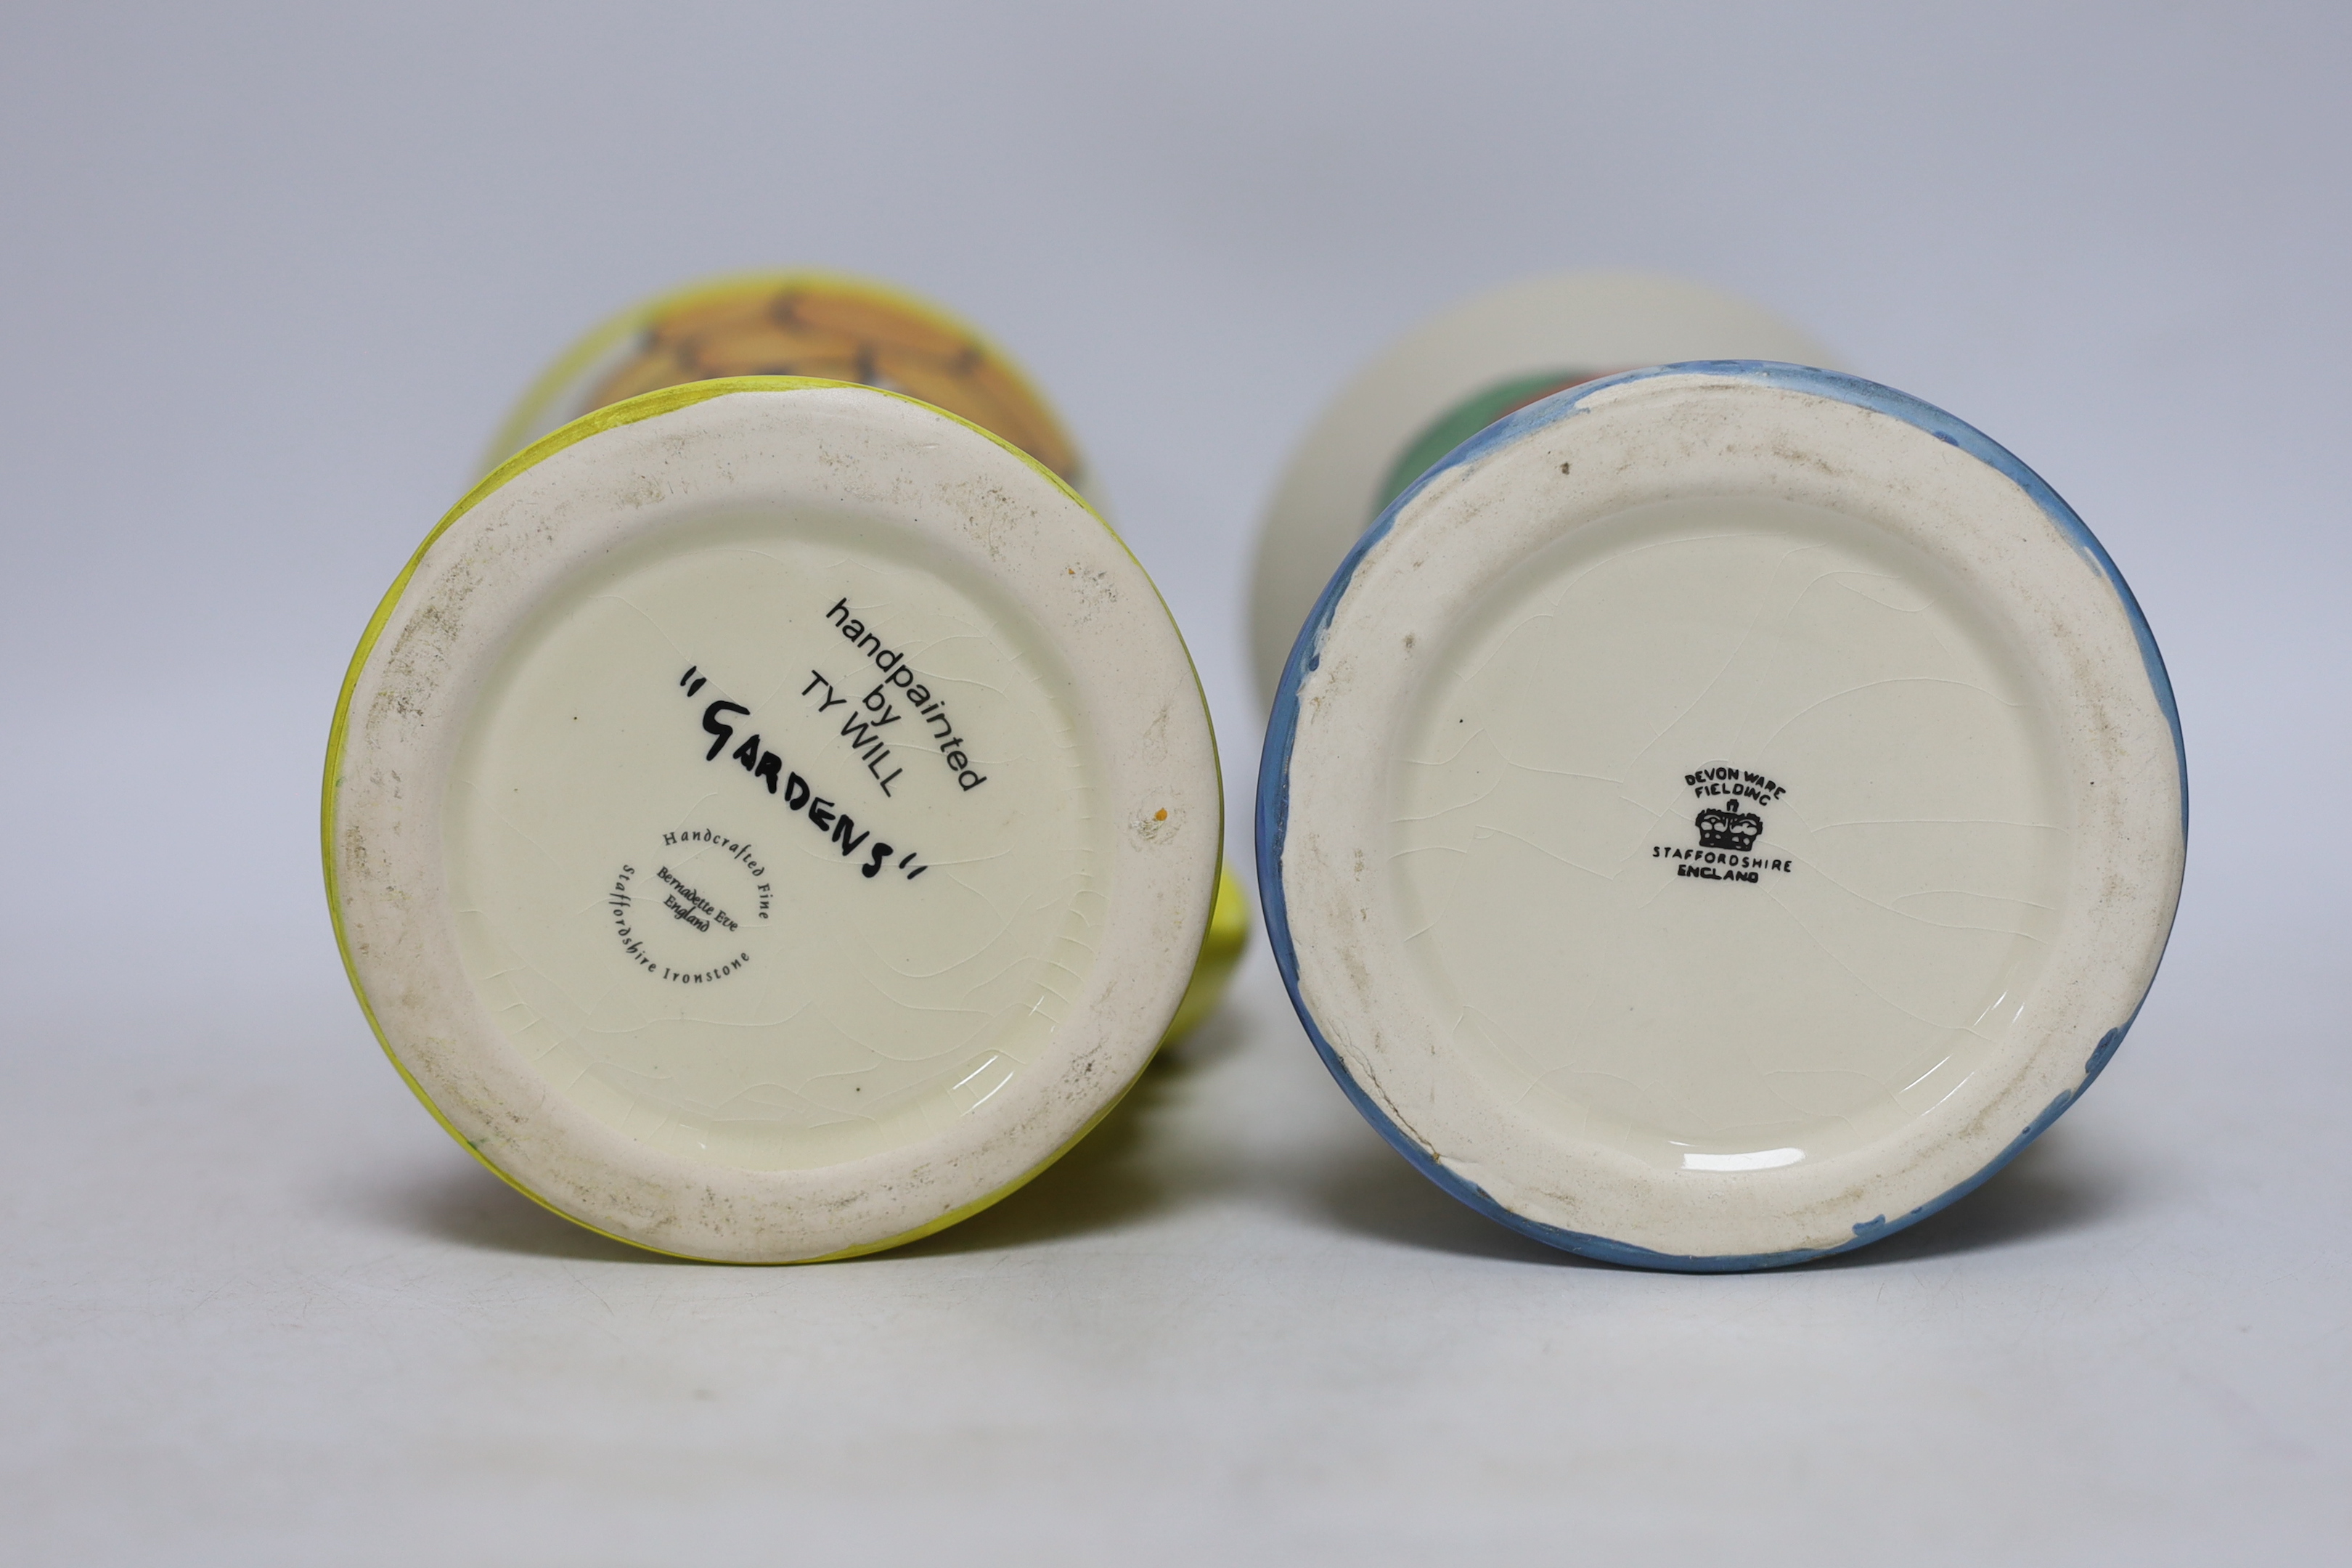 handpainted
by
TY WILL
"GARDENS"
Handcrafted Fine
Bernadette Eve
England
Staffordshire Ironstone
DEVON WARE
FIELDING
STAFFORDSHIRE
ENGLAND